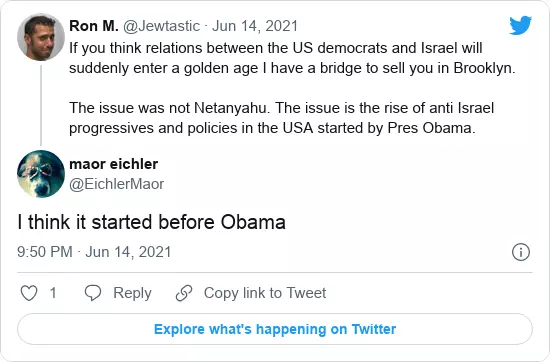 Ron M. @Jewtastic · Jun 14, 2021
If you think relations between the US democrats and Israel will
suddenly enter a golden age I have a bridge to sell you in Brooklyn.
The issue was not Netanyahu. The issue is the rise of anti Israel
progressives and policies in the USA started by Pres Obama.
maor eichler
@EichlerMaor
I think it started before Obama
9:50 PM · Jun 14, 2021
1 Reply Copy link to Tweet
Explore what's happening on Twitter